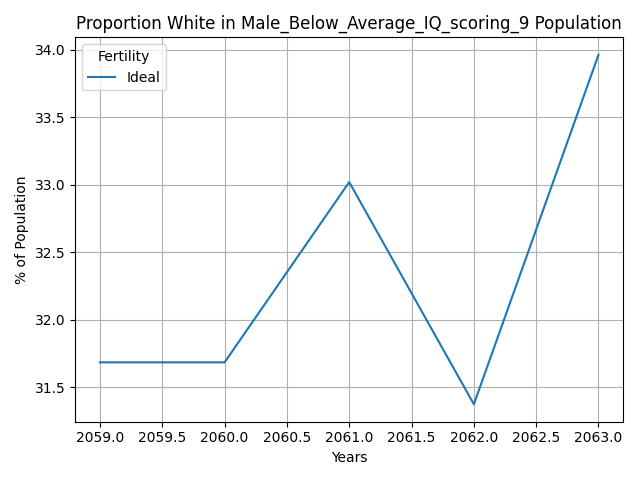 Proportion White in Male_Below_Average_IQ_scoring_9 Population
34.0
Fertility
Ideal
33.5
33.0
32.5
32.0
31.5
% of Population
2059.0 2059.5 2060.0 2060.5 2061.0 2061.5 2062.0 2062.5 2063.0
Years